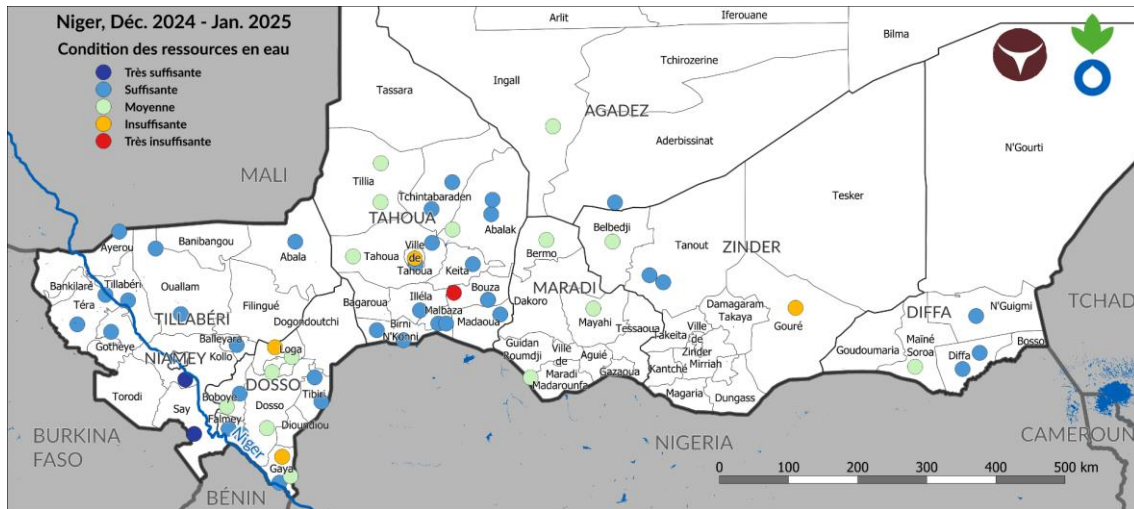 Niger, Déc. 2024 - Jan. 2025
Condition des ressources en eau
Très suffisante
Suffisante
Moyenne
Insuffisante
Très insuffisante
Arlit
Iferouane
Bilma
Tchirozerine
Ingall
Tassara
AGADEZ
Aderbissinat
N'Gourti
MALI
Tillia
Tchintabaraden
Tesker
TAHOUA
Abalak
Belbedji
Tanout
ZINDER
Ayerou
Banibangou
Abala
Tahoua
Ville
de
Tahoua
Keita
Bermo
Bankilaré
Tillabéri
Ouallam
Filingué
Bagaroua
Illéla
Bouza
Dakoro
MARADI
Téra
TILLABÉRI
Dogondoutchi
Birni
N'Konni
Malbaza
Madaoua
Mayahi
Tessaoua
Damagaram
Takaya
Gouré
DIFFA
N'Guigmi
TCHAD
Gothèye
Balleyara
Kollo
NIAMEY
Loga
Guidan
Roumdji
Ville
de
Maradi
Madarounfa
Aguié
Gazaoua
Takeita
Ville
de
Zinder
Mirriah
Kantché
Magaria
Dungass
Goudoumaria
Maïné
Soroa
Diffa
Bosso
Torodi
Say
DOSSO
Boboye
Dosso
Tibiri
Falmey
Dioundiou
Niger
Gaya
BURKINA
FASO
BÉNIN
NIGERIA
CAMEROUN
0 100 200 300 400 500 km